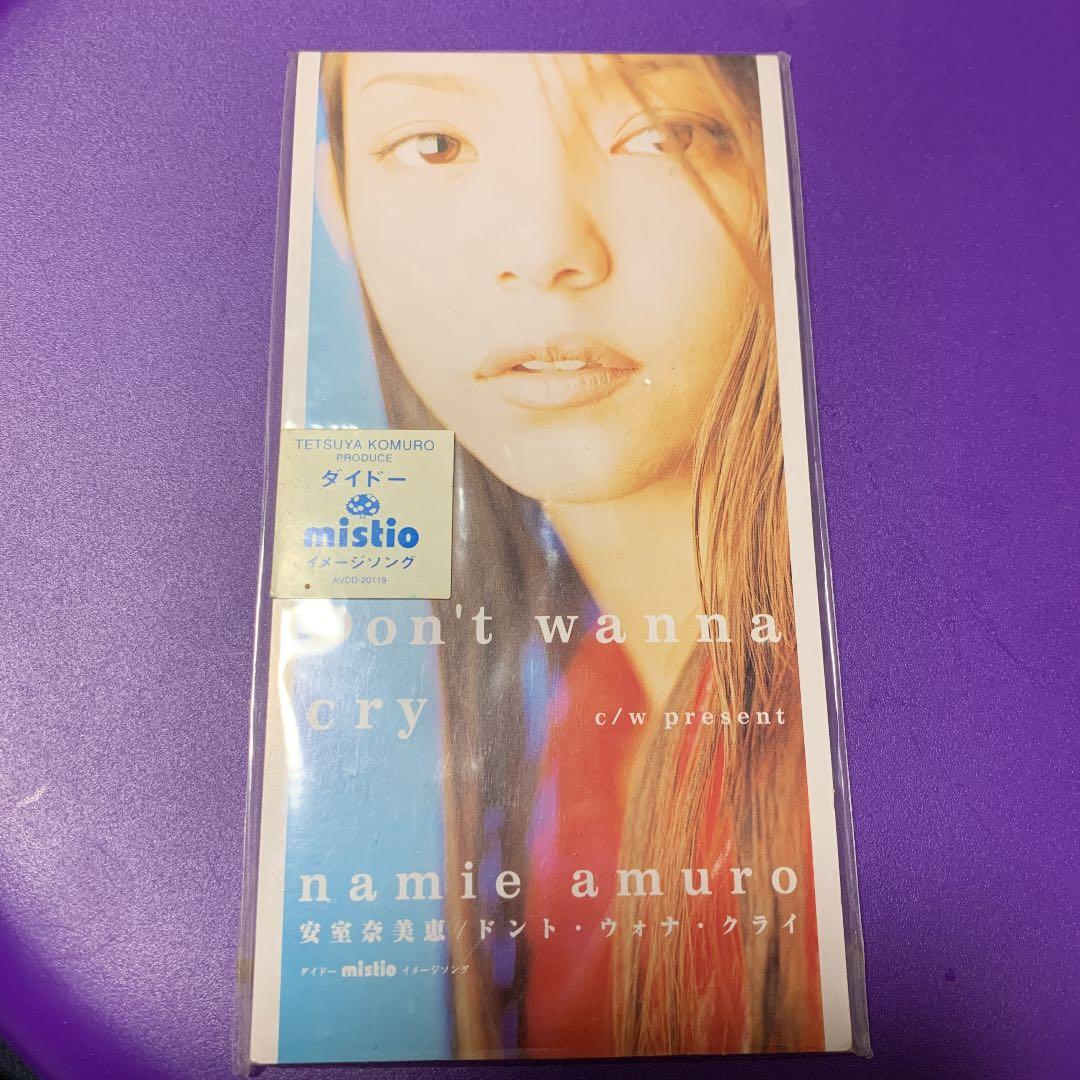 TETSUYA KOMURO
PRODUCE
ダイドー
mistio
イメージソング
AVDD-20119
Don't wanna
cry
c/w present
namie amuro
安室奈美恵/ドント・ウォナ・クライ
ダイドー mistio イメージソング